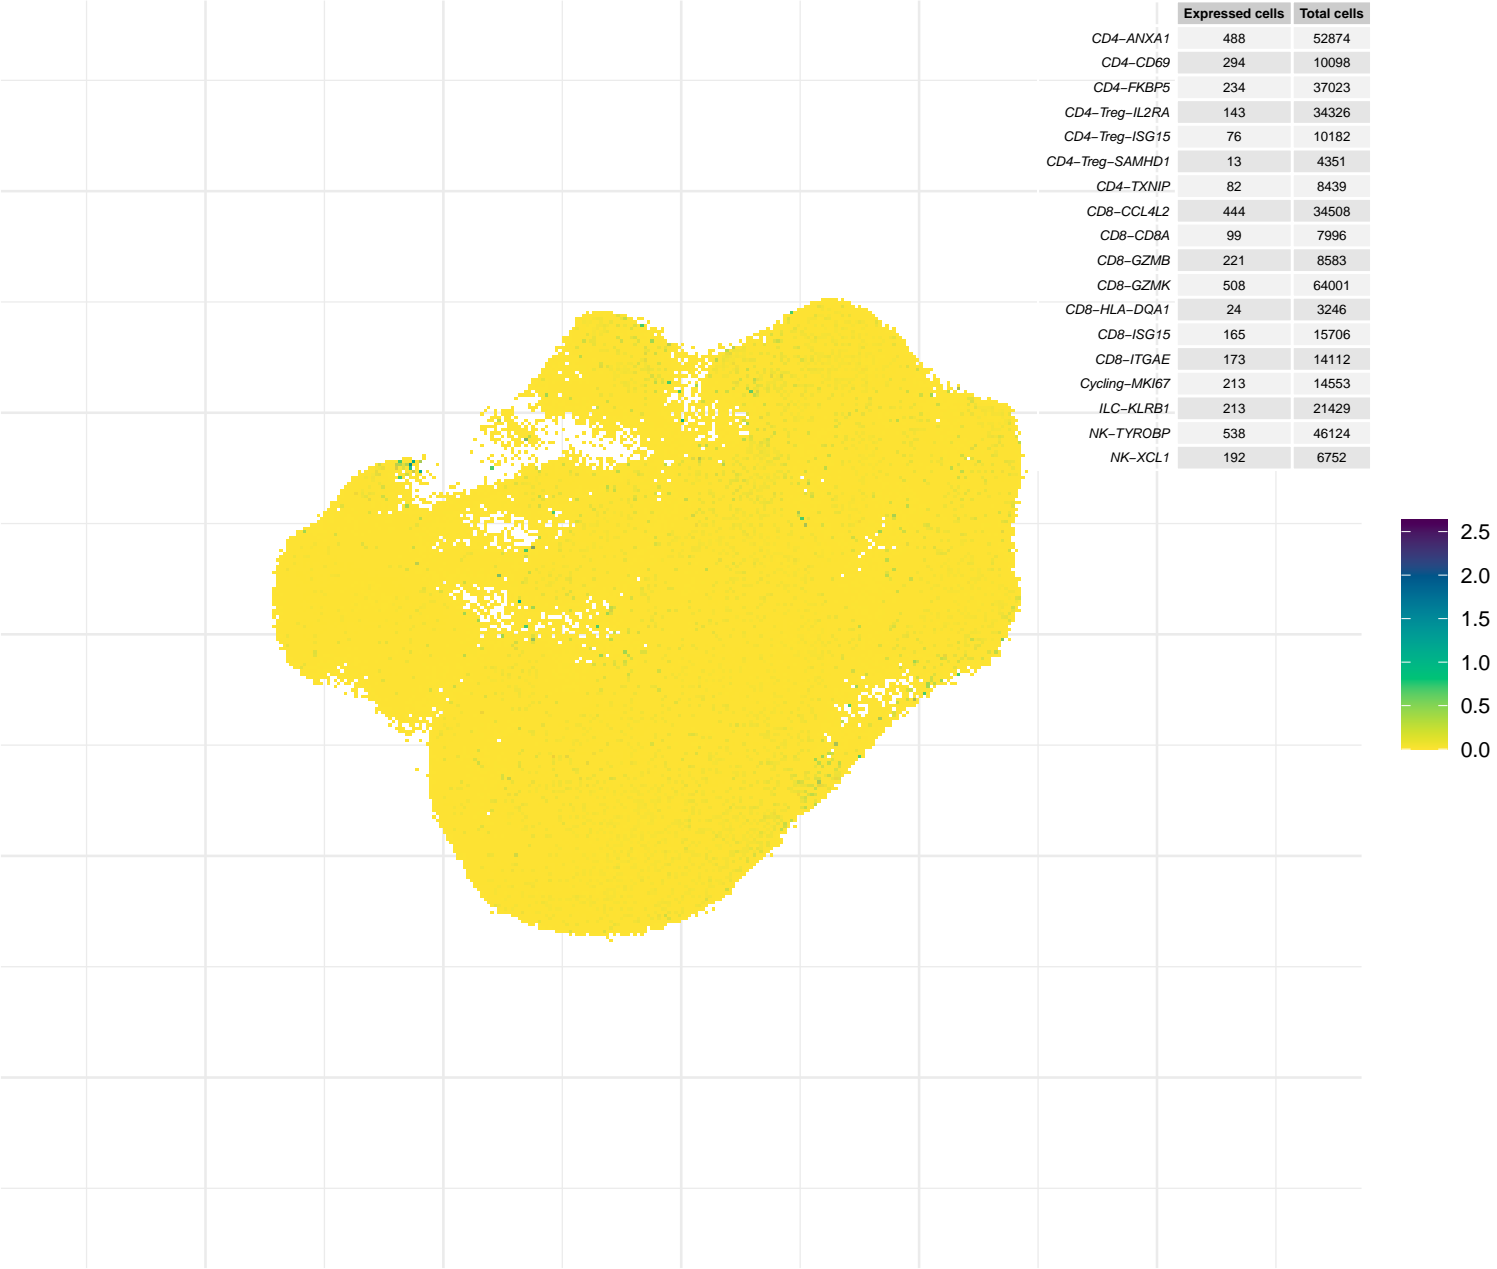 Expressed cells Total cells
CD4−ANXA1 488 52874
CD4−CD69 294 10098
CD4−FKBP5 234 37023
CD4−Treg−IL2RA 143 34326
CD4−Treg−ISG15 76 10182
CD4−Treg−SAMHD1 13 4351
CD4−TXNIP 82 8439
CD8−CCL4L2 444 34508
CD8−CD8A 99 7996
CD8−GZMB 221 8583
CD8−GZMK 508 64001
CD8−HLA−DQA1 24 3246
CD8−ISG15 165 15706
CD8−ITGAE 173 14112
Cycling−MKI67 213 14553
ILC−KLRB1 213 21429
NK−TYROBP 538 46124
NK−XCL1 192 6752
2.5
2.0
1.5
1.0
0.5
0.0